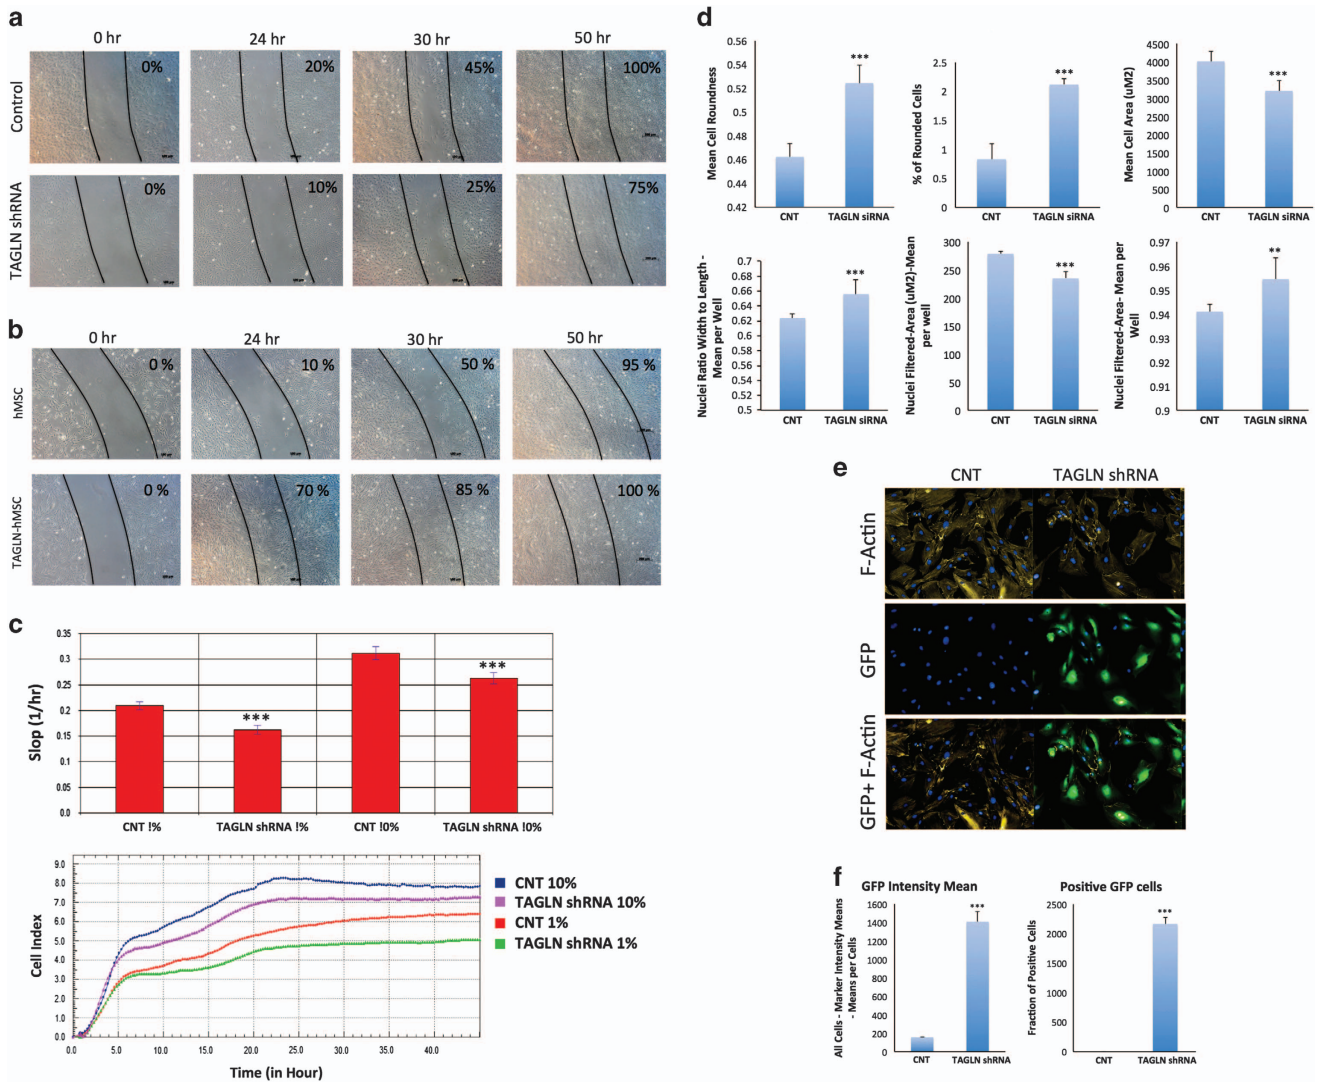 a
0 hr
24 hr
30 hr
50 hr
Control
0%
20%
45%
100%
TAGLN shRNA
0%
10%
25%
75%
b
0 hr
24 hr
30 hr
50 hr
hMSC
0 %
10 %
50 %
95 %
TAGLN-hMSC
0 %
70 %
85 %
100 %
c
Slop (1/hr)
0.35
0.3
0.25
0.2
0.15
0.1
0.05
0.0
***
***
CNT !%
TAGLN shRNA !%
CNT !0%
TAGLN shRNA !0%
Cell Index
9.0
8.0
7.0
6.0
5.0
4.0
3.0
2.0
1.0
0.0
0.0
5.0
10.0
15.0
20.0
25.0
30.0
35.0
40.0
Time (in Hour)
CNT 10%
TAGLN shRNA 10%
CNT 1%
TAGLN shRNA 1%
d
Mean Cell Roundness
0.56
0.54
0.52
0.5
0.48
0.46
0.44
0.42
***
CNT
TAGLN siRNA
% of Rounded Cells
2.5
2
1.5
1
0.5
0
***
CNT
TAGLN siRNA
Mean Cell Area (uM2)
4500
4000
3500
3000
2500
2000
1500
1000
500
0
***
CNT
TAGLN siRNA
Nuclei Ratio Width to Length -
Mean per Well
0.7
0.68
0.66
0.64
0.62
0.6
0.58
0.56
0.54
0.52
0.5
***
CNT
TAGLN siRNA
Nuclei Filtered-Area (uM2)-Mean
per well
300
250
200
150
100
50
0
***
CNT
TAGLN siRNA
Nuclei Filtered-Area- Mean per
Well
0.97
0.96
0.95
0.94
0.93
0.92
0.91
0.9
**
CNT
TAGLN siRNA
e
CNT
TAGLN shRNA
F-Actin
GFP
GFP+ F-Actin
f
GFP Intensity Mean
All Cells - Marker Intensity Means
- Means per Cells
1600
1400
1200
1000
800
600
400
200
0
***
CNT
TAGLN shRNA
Positive GFP cells
Fraction of Positive Cells
2500
2000
1500
1000
500
0
***
CNT
TAGLN shRNA